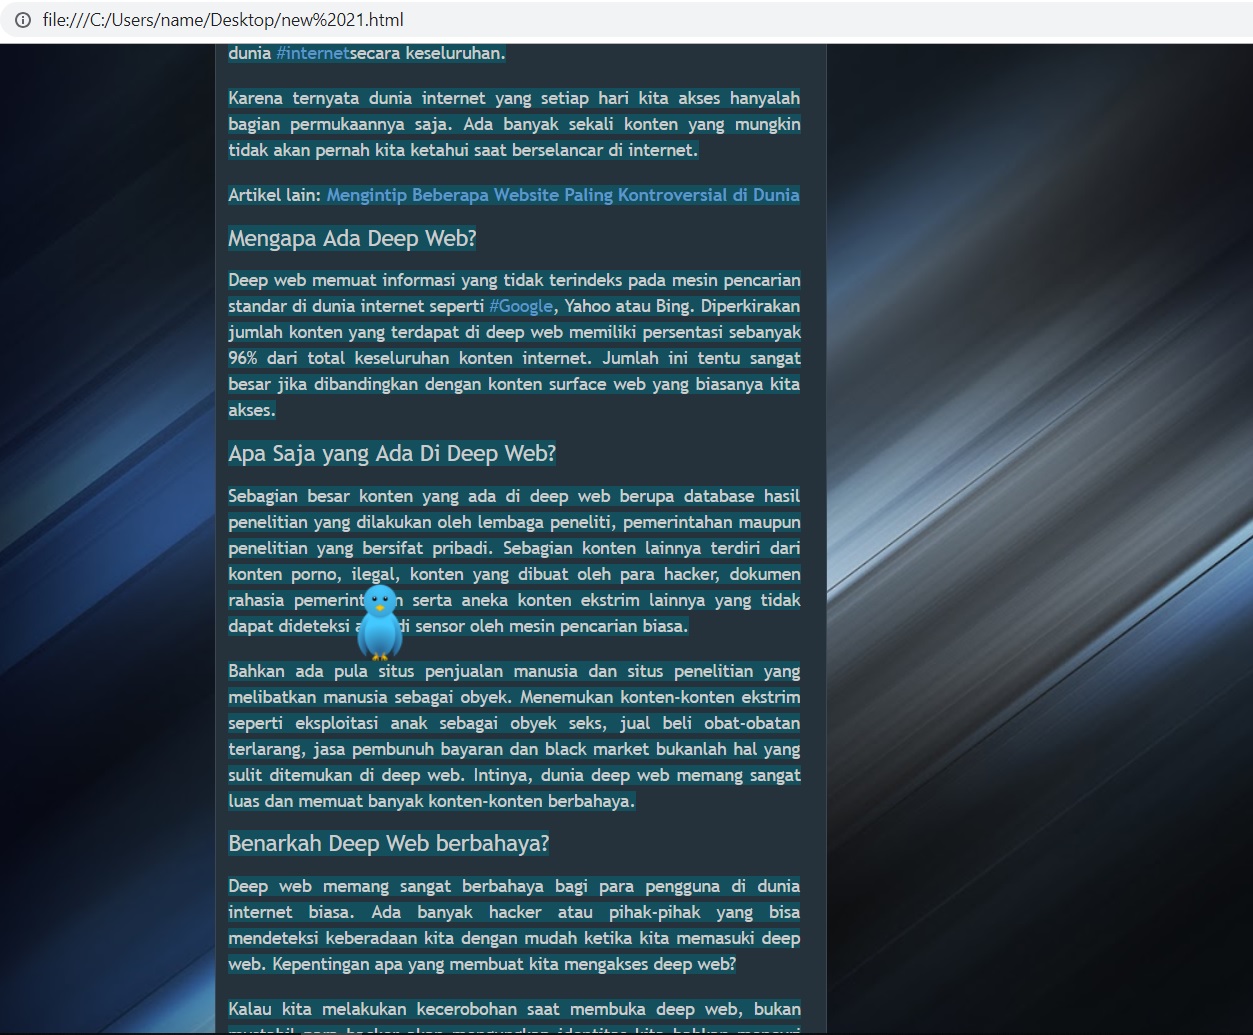 file:///C:/Users/name/Desktop/new%2021.html
dunia #internetsecara keseluruhan.
Karena ternyata dunia internet yang setiap hari kita akses hanyalah
bagian permukaannya saja. Ada banyak sekali konten yang mungkin
tidak akan pernah kita ketahui saat berselancar di internet.
Artikel lain: Mengintip Beberapa Website Paling Kontroversial di Dunia
Mengapa Ada Deep Web?
Deep web memuat informasi yang tidak terindeks pada mesin pencarian
standar di dunia internet seperti #Google, Yahoo atau Bing. Diperkirakan
jumlah konten yang terdapat di deep web memiliki persentasi sebanyak
96% dari total keseluruhan konten internet. Jumlah ini tentu sangat
besar jika dibandingkan dengan konten surface web yang biasanya kita
akses.
Apa Saja yang Ada Di Deep Web?
Sebagian besar konten yang ada di deep web berupa database hasil
penelitian yang dilakukan oleh lembaga peneliti, pemerintahan maupun
penelitian yang bersifat pribadi. Sebagian konten lainnya terdiri dari
konten porno, ilegal, konten yang dibuat oleh para hacker, dokumen
rahasia serta aneka konten ekstrim lainnya yang tidak
dapat dideteksi sensor oleh mesin pencarian biasa.
Bahkan ada pula situs penjualan manusia dan situs penelitian yang
melibatkan manusia sebagai obyek. Menemukan konten-konten ekstrim
seperti eksploitasi anak sebagai obyek seks, jual beli obat-obatan
terlarang, jasa pembunuh bayaran dan black market bukanlah hal yang
sulit ditemukan di deep web. Intinya, dunia deep web memang sangat
luas dan memuat banyak konten-konten berbahaya.
Benarkah Deep Web berbahaya?
Deep web memang sangat berbahaya bagi para pengguna di dunia
internet biasa. Ada banyak hacker atau pihak-pihak yang bisa
mendeteksi keberadaan kita dengan mudah ketika kita memasuki deep
web. Kepentingan apa yang membuat kita mengakses deep web?
Kalau kita melakukan kecerobohan saat membuka deep web, bukan